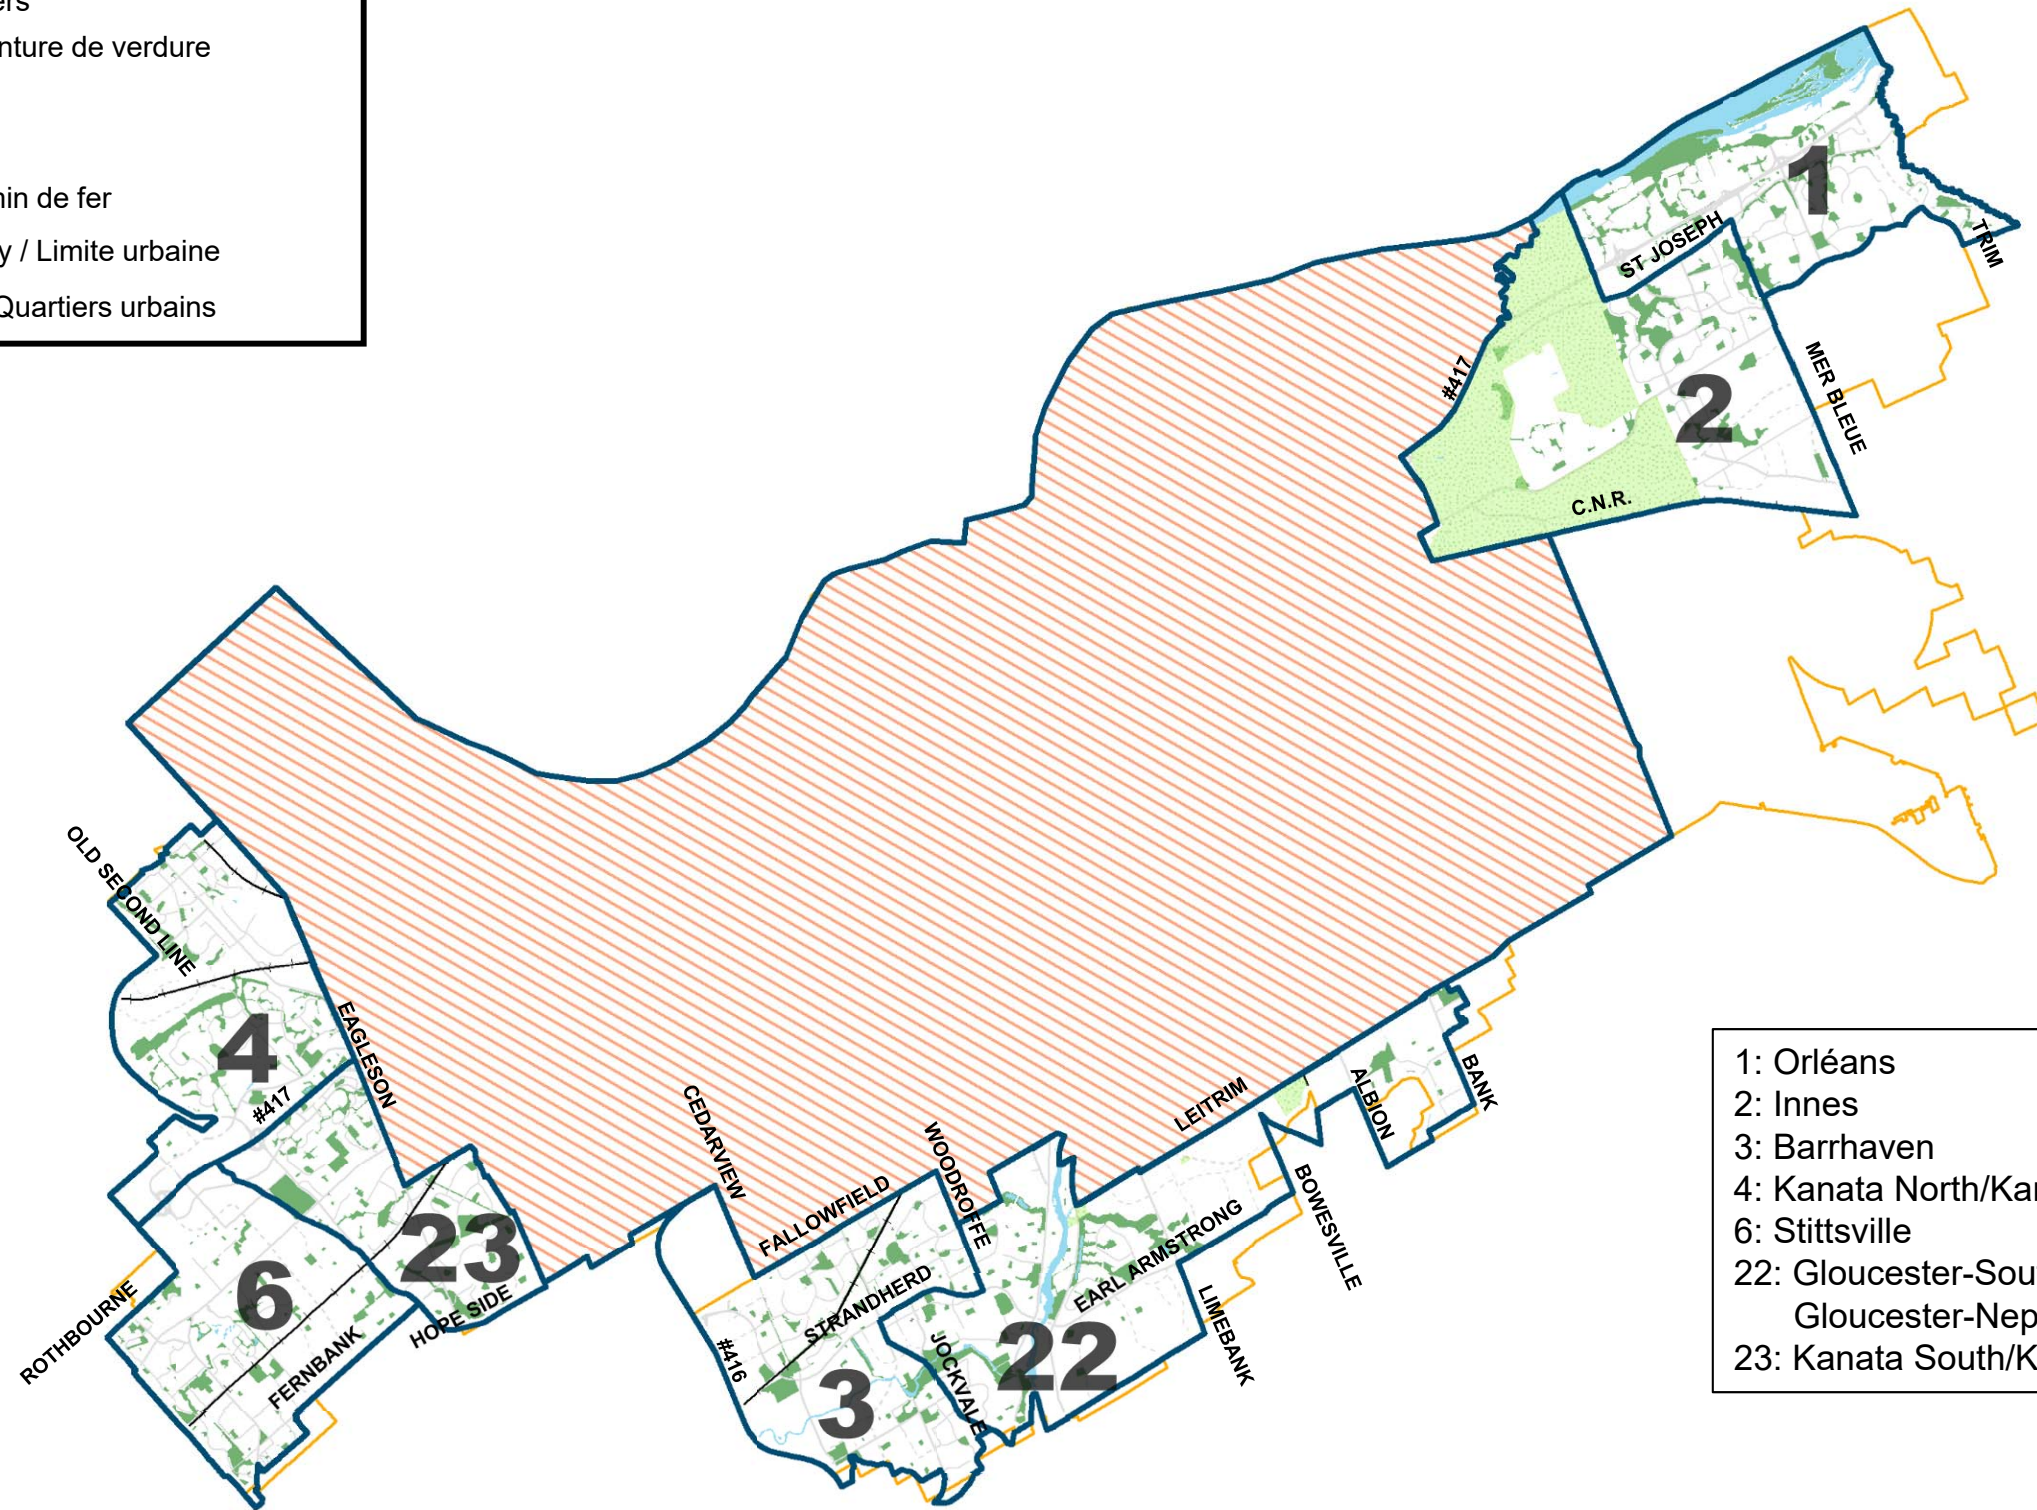 ers
nture de verdure
nin de fer
y / Limite urbaine
Quartiers urbains
1
ST JOSEPH
TRIM
#417
MER BLEUE
2
C.N.R.
OLD SECOND LINE
EAGLESON
4
#417
CEDARVIEW
WOODROFFE
LEITRIM
ALBION
BANK
FALLOWFIELD
BOWESVILLE
23
EARL ARMSTRONG
6
ROTHBOURNE
HOPE SIDE
STRANDHERD
LIMEBANK
FERNBANK
#416
JOCKVALE
22
3
1: Orléans
2: Innes
3: Barrhaven
4: Kanata North/Kan
6: Stittsville
22: Gloucester-Sou
Gloucester-Nep
23: Kanata South/K